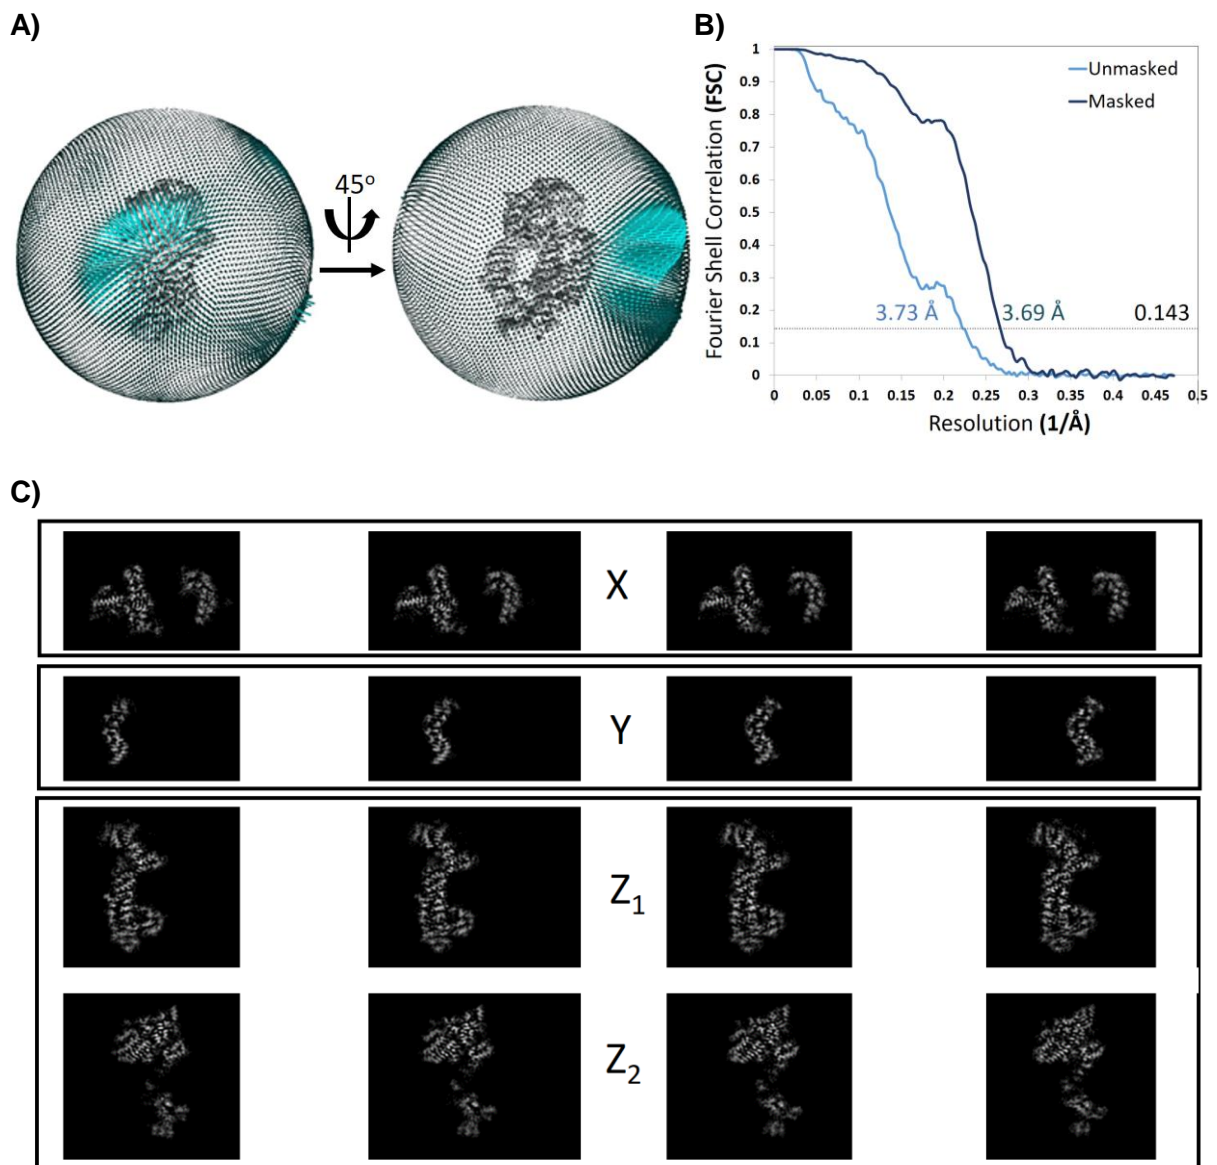 A)
45°
B)
1
0.9
0.8
0.7
0.6
0.5
0.4
0.3
0.2
0.1
0
Fourier Shell Correlation (FSC)
Unmasked
Masked
3.73 Å 3.69 Å 0.143
0 0.05 0.1 0.15 0.2 0.25 0.3 0.35 0.4 0.45 0.5
Resolution (1/Å)
C)
X
Y
Z₁
Z₂